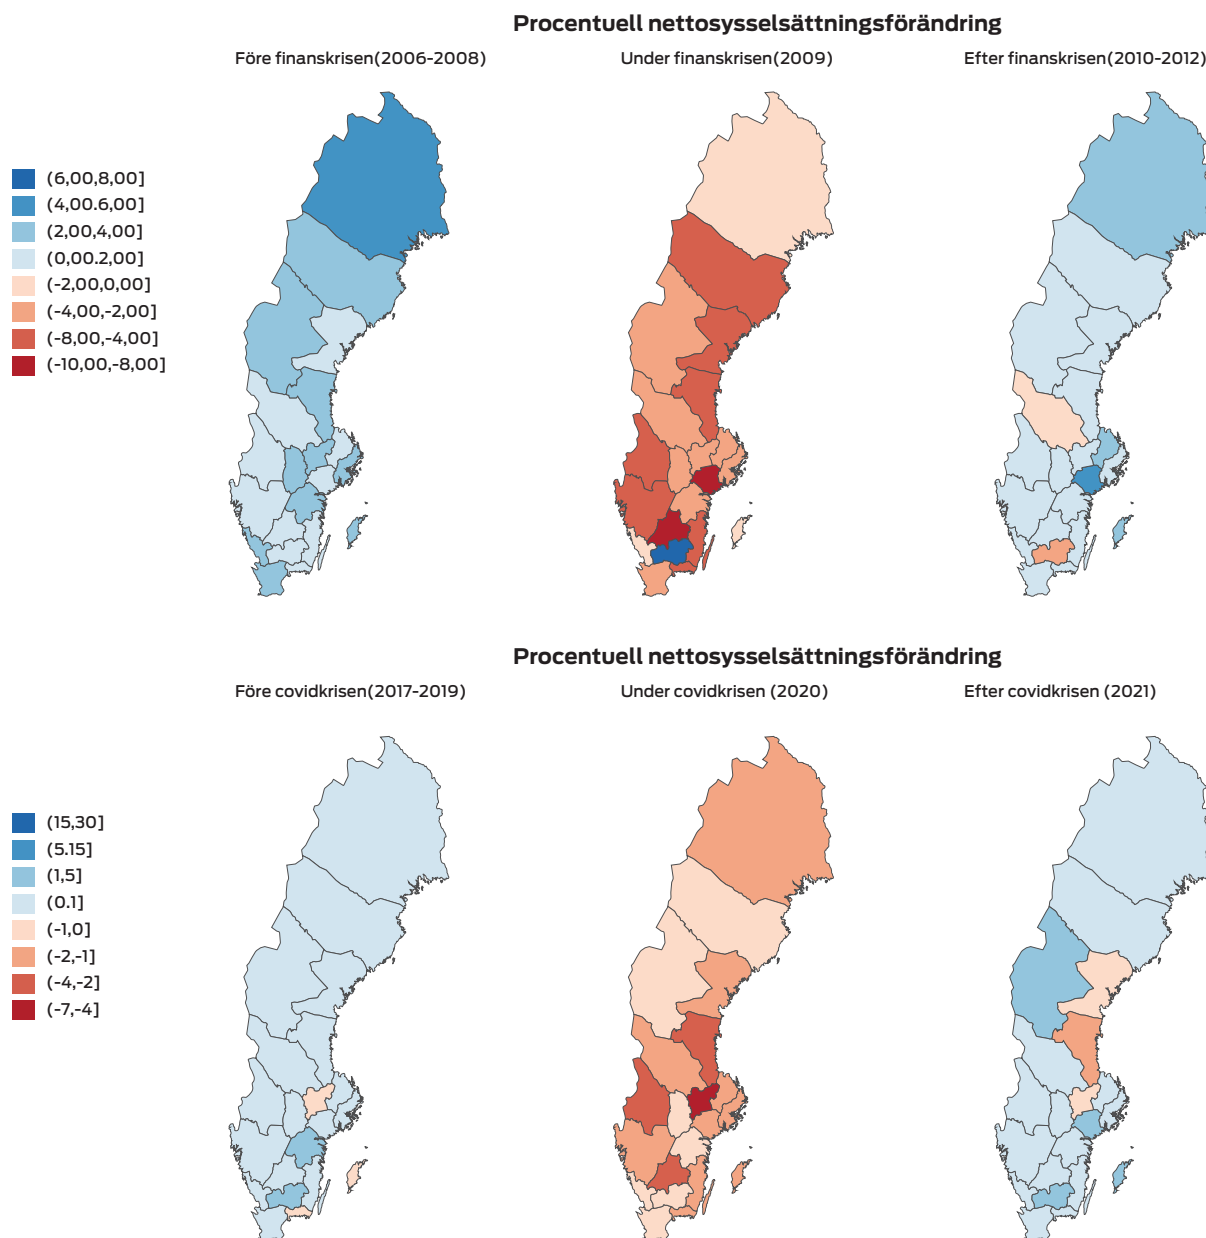 Procentuell nettosysselsättningsförändring
Före finanskrisen(2006-2008)
Under finanskrisen(2009)
Efter finanskrisen(2010-2012)
(6,00,8,00]
(4,00.6,00]
(2,00,4,00]
(0,00.2,00]
(-2,00,0,00]
(-4,00,-2,00]
(-8,00,-4,00]
(-10,00,-8,00]
Procentuell nettosysselsättningsförändring
Före covidkrisen(2017-2019)
Under covidkrisen (2020)
Efter covidkrisen (2021)
(15,30]
(5.15]
(1,5]
(0.1]
(-1,0]
(-2,-1]
(-4,-2]
(-7,-4]